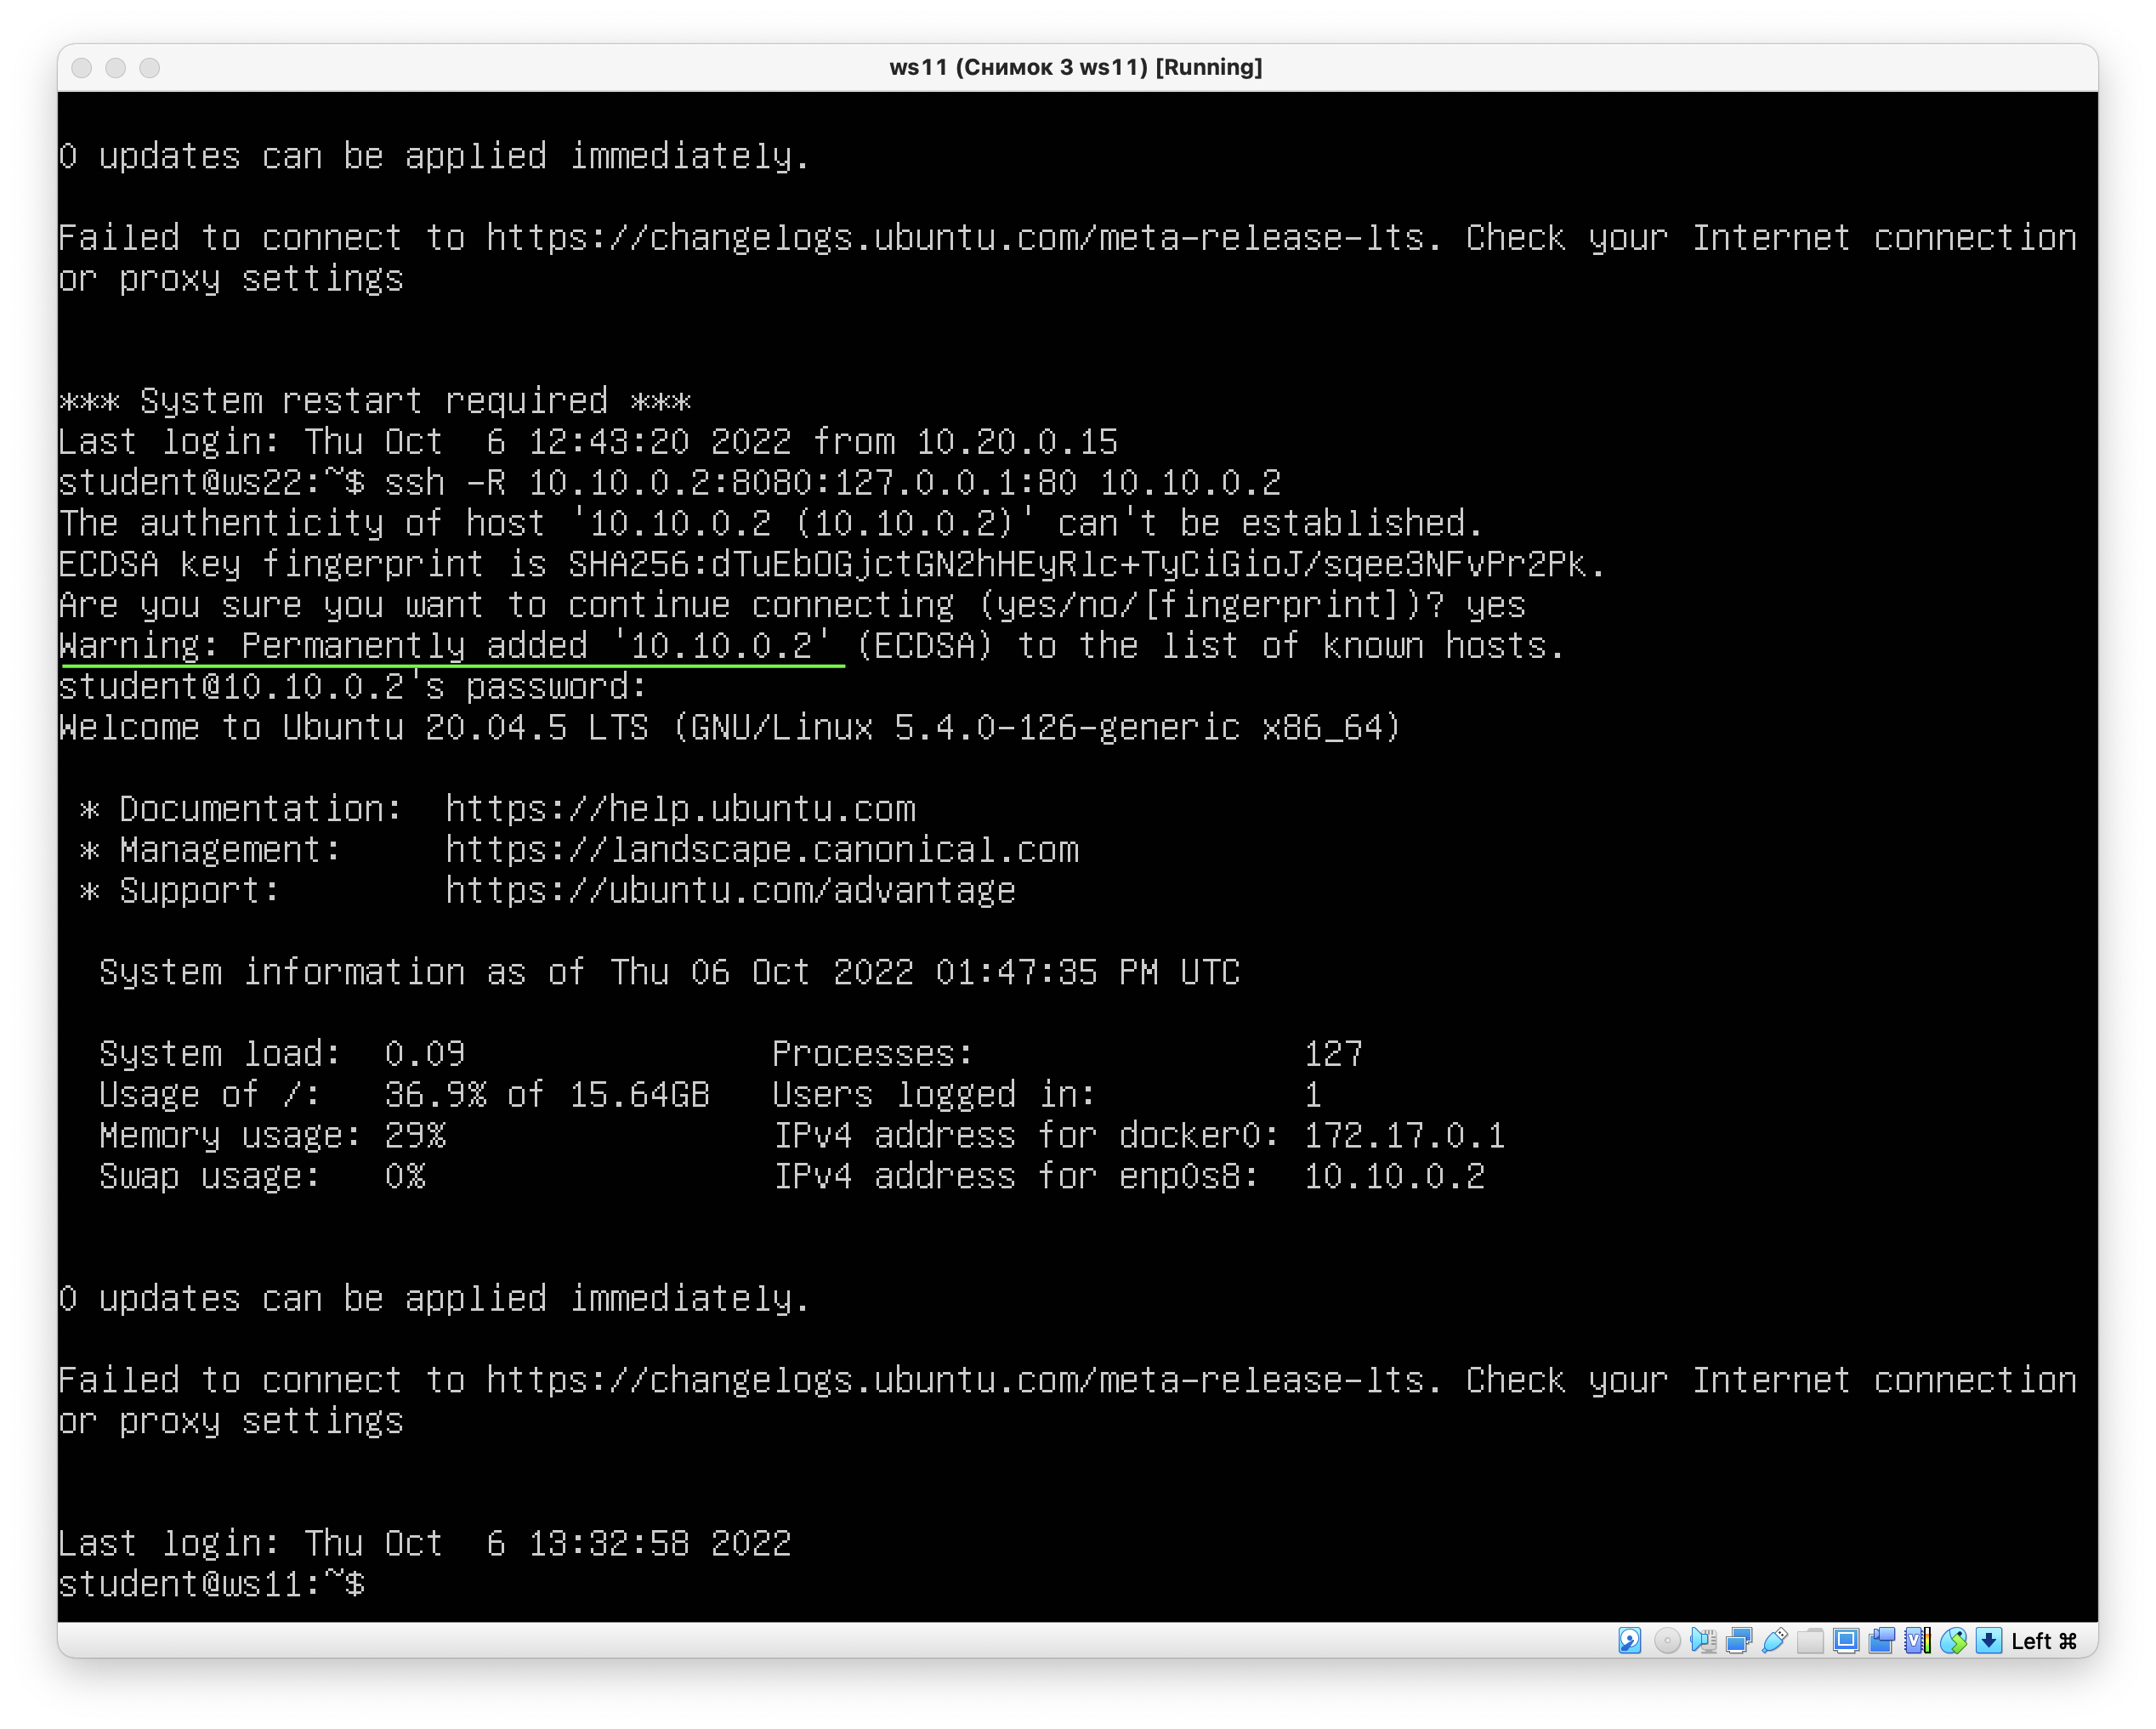 ws11 (Снимок 3 ws11) [Running]
0 updates can be applied immediately.
Failed to connect to https://changelogs.ubuntu.com/meta-release-lts. Check your Internet connection
or proxy settings
*** System restart required ***
Last login: Thu Oct  6 12:43:20 2022 from 10.20.0.15
student@ws22:~$ ssh -R 10.10.0.2:8080:127.0.0.1:80 10.10.0.2
The authenticity of host '10.10.0.2 (10.10.0.2)' can't be established.
ECDSA key fingerprint is SHA256:dTuEbOGjctGN2hHEyRlc+TyCiGioJ/sqee3NFvPr2Pk.
Are you sure you want to continue connecting (yes/no/[fingerprint])? yes
Warning: Permanently added '10.10.0.2' (ECDSA) to the list of known hosts.
student@10.10.0.2's password:
Welcome to Ubuntu 20.04.5 LTS (GNU/Linux 5.4.0-126-generic x86_64)
* Documentation:  https://help.ubuntu.com
* Management:     https://landscape.canonical.com
* Support:        https://ubuntu.com/advantage
System information as of Thu 06 Oct 2022 01:47:35 PM UTC
System load:  0.09               Processes:                127
Usage of /:   36.9% of 15.64GB   Users logged in:          1
Memory usage: 29%                IPv4 address for docker0: 172.17.0.1
Swap usage:   0%                 IPv4 address for enp0s8:  10.10.0.2
0 updates can be applied immediately.
Failed to connect to https://changelogs.ubuntu.com/meta-release-lts. Check your Internet connection
or proxy settings
Last login: Thu Oct  6 13:32:58 2022
student@ws11:~$
Left ⌘